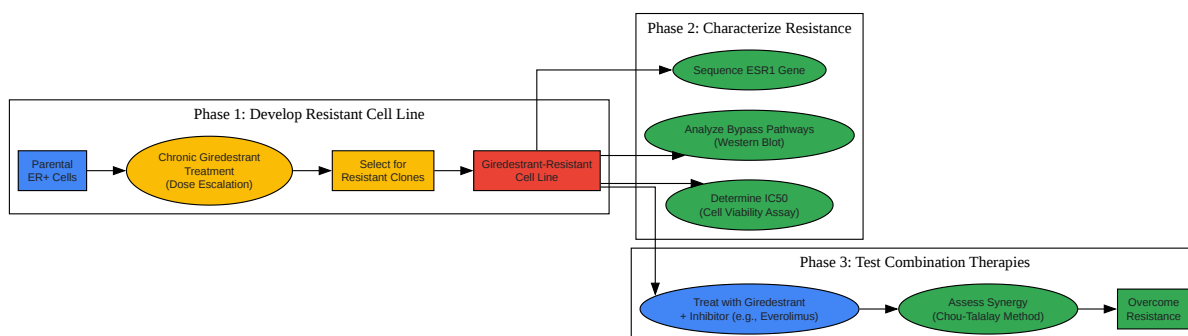 Phase 1: Develop Resistant Cell Line
Parental
ER+ Cells
Chronic Giredestrant
Treatment
(Dose Escalation)
Select for
Resistant Clones
Giredestrant-Resistant
Cell Line
Phase 2: Characterize Resistance
Sequence ESR1 Gene
Analyze Bypass Pathways
(Western Blot)
Determine IC50
(Cell Viability Assay)
Phase 3: Test Combination Therapies
Treat with Giredestrant
+ Inhibitor (e.g., Everolimus)
Assess Synergy
(Chou-Talalay Method)
Overcome
Resistance